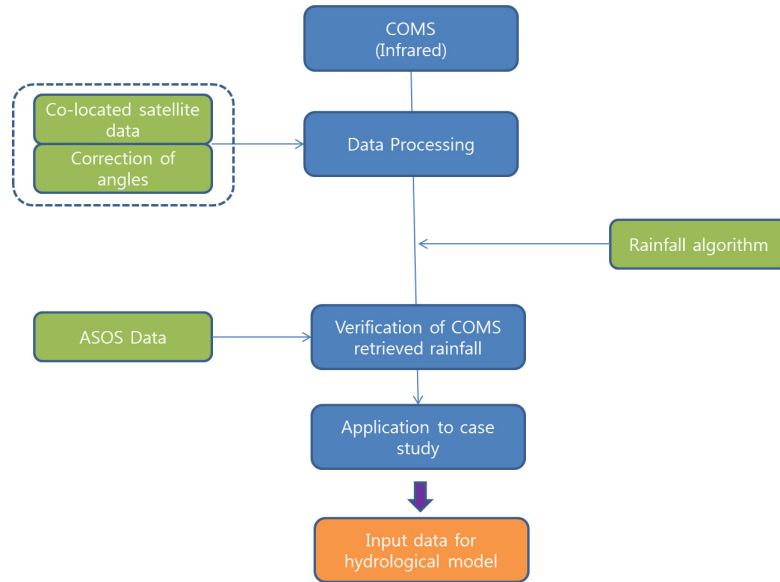 COMS
(Infrared)
Co-located satellite
data
Correction of
angles
Data Processing
Rainfall algorithm
ASOS Data
Verification of COMS
retrieved rainfall
Application to case
study
Input data for
hydrological model